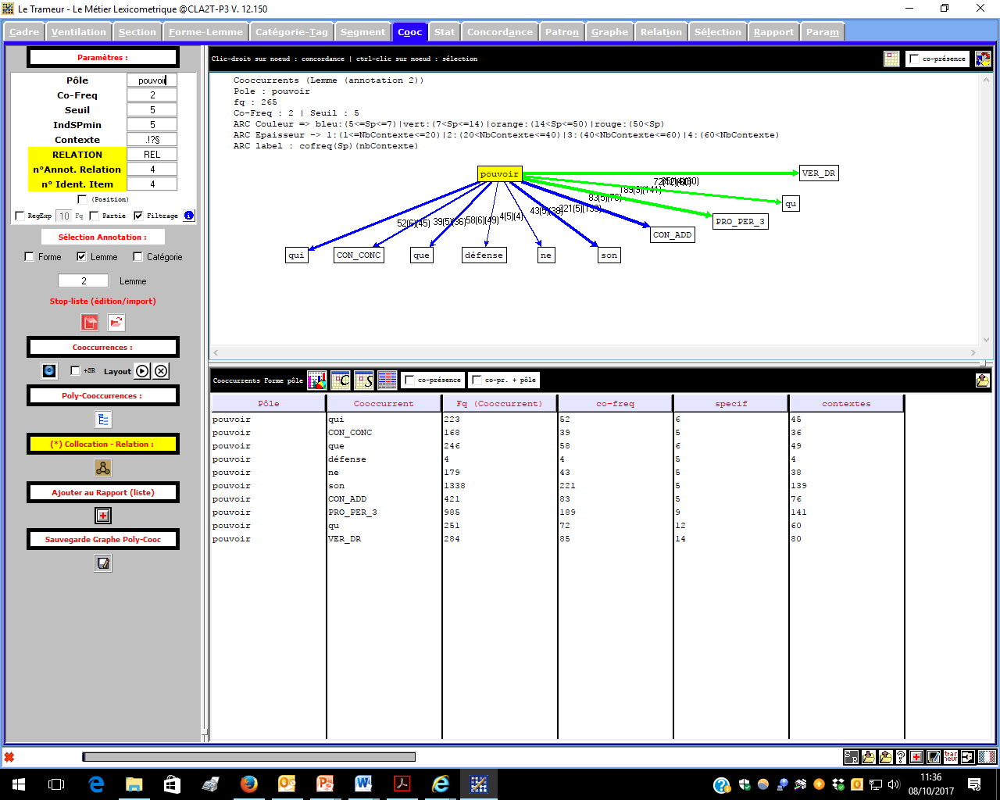 Le Trameur - Le Métier Lexicometrique @CLA2T-P3 V. 12.150
Cadre Ventilation Section Forme-Lemme Catégorie-Tag Segment Cooc Stat Concordance Patron Graphe Relation Sélection Rapport Param
Paramètres :
Pôle pouvoir
Co-Freq 2
Seuil 5
IndSPmin 5
Contexte .!?§
RELATION REL
n°Annot. Relation 4
n° Ident. Item 4
(Position)
RegExp 10 Fq Partie Filtrage
Sélection Annotation :
Forme Lemme Catégorie
2 Lemme
Stop-liste (édition/import)
Cooccurrences :
+SR Layout
Poly-Cooccurrences :
(*) Collocation - Relation :
Ajouter au Rapport (liste)
Sauvegarde Graphe Poly-Cooc
Clic-droit sur noeud : concordance | ctrl-clic sur noeud : sélection
co-présence
Cooccurrents (Lemme (annotation 2))
Pole : pouvoir
fq : 265
Co-Freq : 2 | Seuil : 5
ARC Couleur => bleu:(5<=Sp<=7)|vert:(7<Sp<=14)|orange:(14<Sp<=50)|rouge:(50<Sp)
ARC Epaisseur -> 1:(1<=NbContexte<=20)|2:(20<NbContexte<=40)|3:(40<NbContexte<=60)|4:(60<NbContexte)
ARC label : cofreq(Sp)(nbContexte)
pouvoir
VER_DR
qu
PRO_PER_3
CON_ADD
52(6)(45) 39(5)(36) 58(6)(49) 4(5)(4) 43(5)(38) 221(5)(139) 83(5)(76) 189(9)(141)
qui CON_CONC que défense ne son
Cooccurrents Forme pôle co-présence co-pr. + pôle
Pôle Cooccurrent Fq (Cooccurrent) co-freq specif contextes
pouvoir qui 223 52 6 45
pouvoir CON_CONC 168 39 5 36
pouvoir que 246 58 6 49
pouvoir défense 4 4 5 4
pouvoir ne 179 43 5 38
pouvoir son 1338 221 5 139
pouvoir CON_ADD 421 83 5 76
pouvoir PRO_PER_3 985 189 9 141
pouvoir qu 251 72 12 60
pouvoir VER_DR 284 85 14 80
11:36
08/10/2017